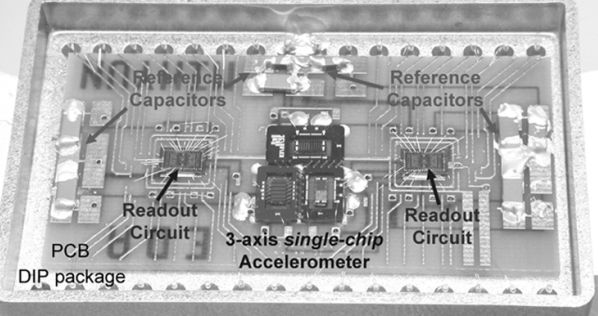 Reference
Capacitors
Reference
Capacitors
Readout
Circuit
Readout
Circuit
3-axis single-chip
Accelerometer
PCB
DIP package